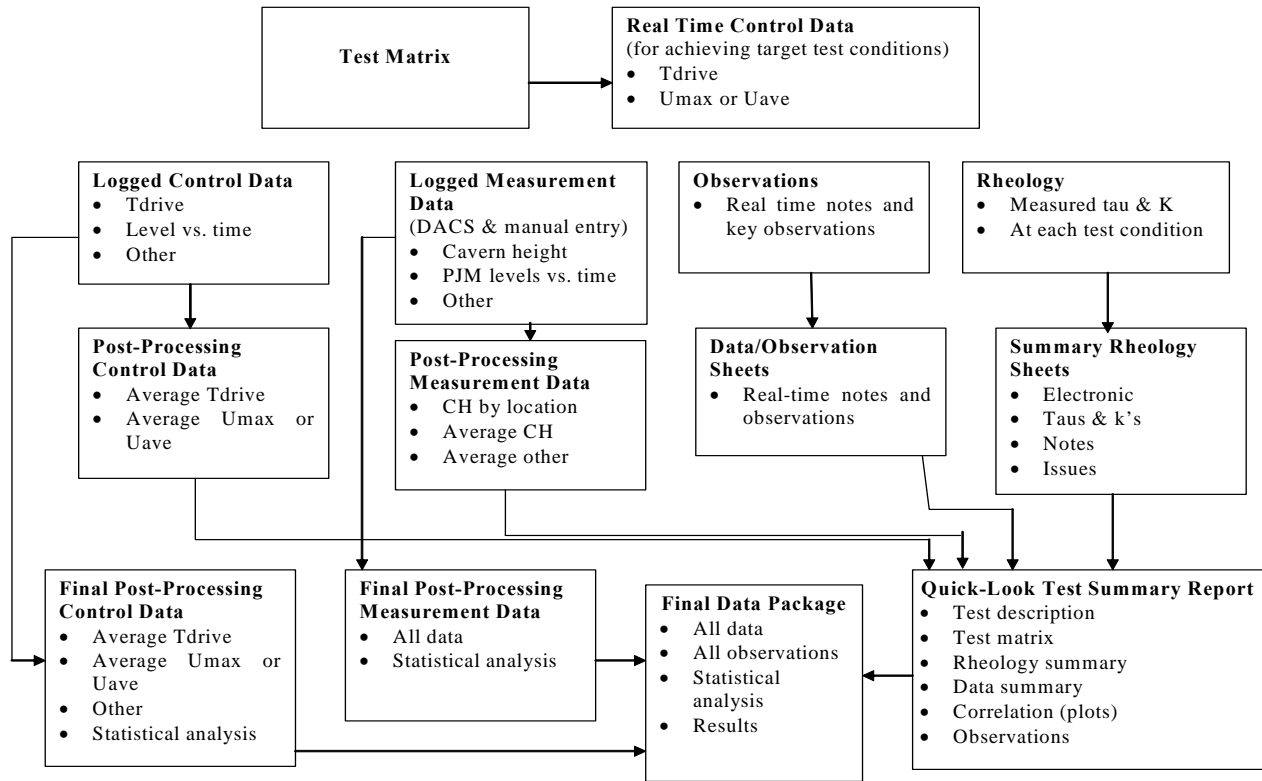 Test Matrix
Real Time Control Data
(for achieving target test conditions)
• Tdrive
• Umax or Uave
Logged Control Data
• Tdrive
• Level vs. time
• Other
Logged Measurement
Data
(DACS & manual entry)
• Cavern height
• PJM levels vs. time
• Other
Observations
• Real time notes and
key observations
Rheology
• Measured tau & K
• At each test condition
Post-Processing
Control Data
• Average Tdrive
• Average Umax or
Uave
Post-Processing
Measurement Data
• CH by location
• Average CH
• Average other
Data/Observation
Sheets
• Real-time notes and
observations
Summary Rheology
Sheets
• Electronic
• Taus & k's
• Notes
• Issues
Final Post-Processing
Control Data
• Average Tdrive
• Average Umax or
Uave
• Other
• Statistical analysis
Final Post-Processing
Measurement Data
• All data
• Statistical analysis
Final Data Package
• All data
• All observations
• Statistical
analysis
• Results
Quick-Look Test Summary Report
• Test description
• Test matrix
• Rheology summary
• Data summary
• Correlation (plots)
• Observations